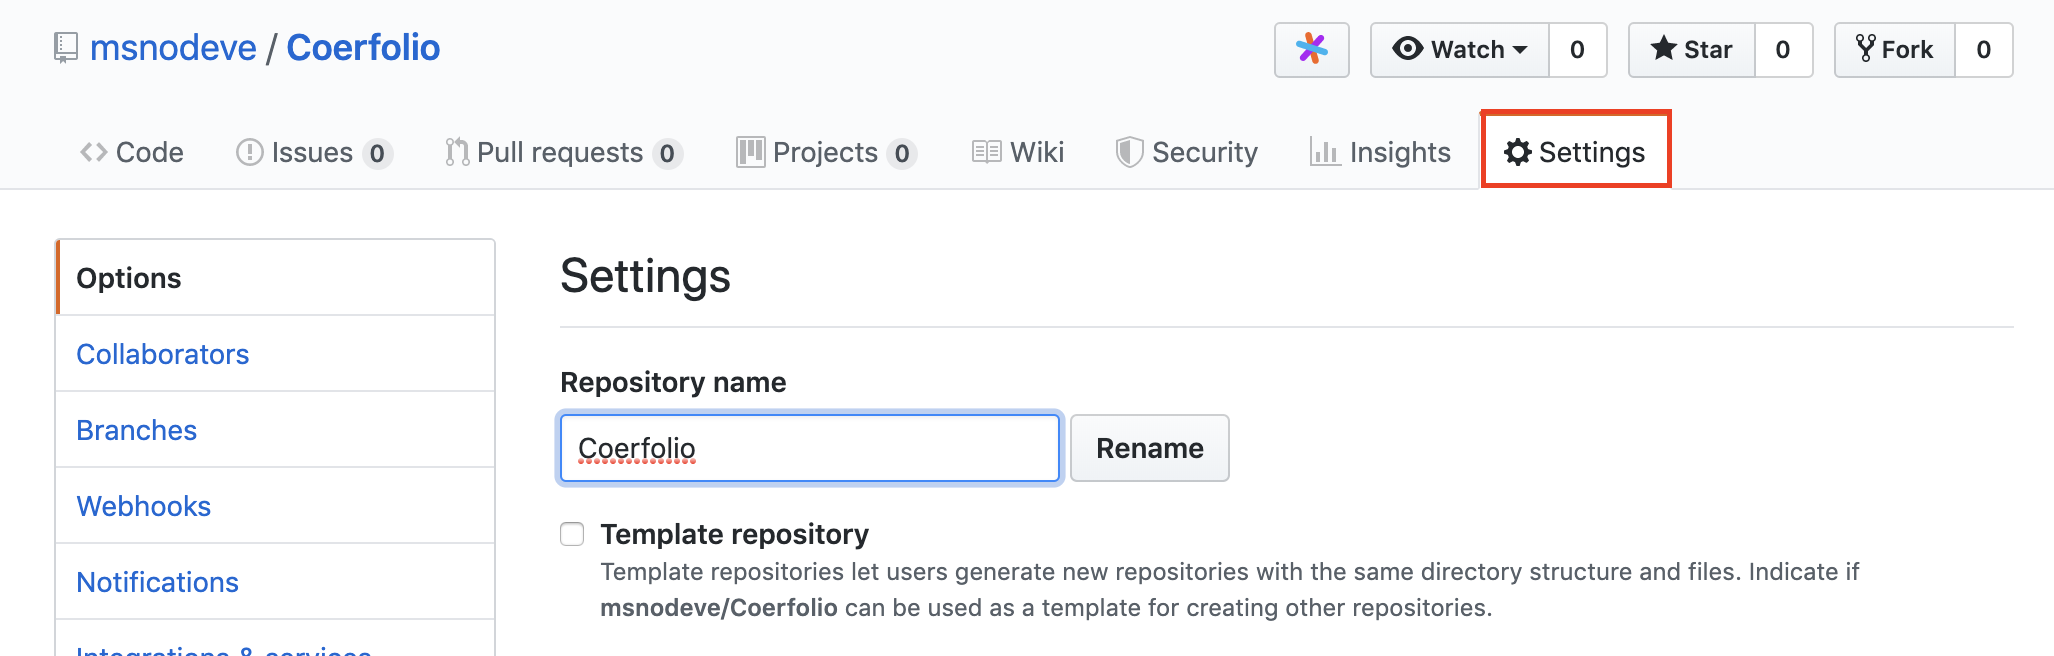 msnodeve / Coerfolio
Watch 0 Star 0 Fork 0
Code Issues 0 Pull requests 0 Projects 0 Wiki Security Insights Settings
Options
Collaborators
Branches
Webhooks
Notifications
Integrations & services
Settings
Repository name
Coerfolio Rename
Template repository
Template repositories let users generate new repositories with the same directory structure and files. Indicate if
msnodeve/Coerfolio can be used as a template for creating other repositories.